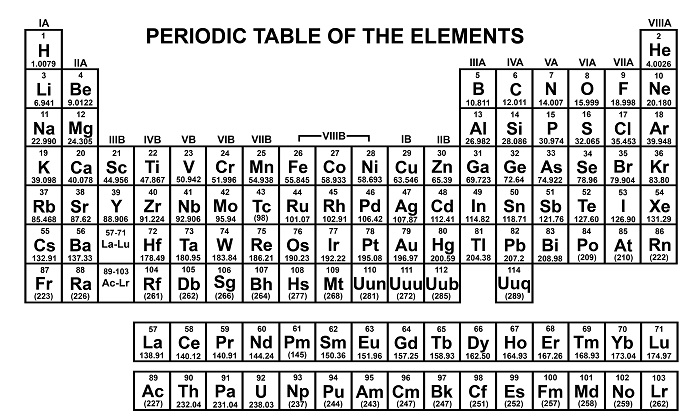 IA VIIIA
PERIODIC TABLE OF THE ELEMENTS
1 2
H He
1.0079 IIA IIIA IVA VA VIA VIIA 4.0026
3 4 5 6 7 8 9 10
Li Be B C N O F Ne
6.941 9.0122 10.811 12.011 14.007 15.999 18.998 20.180
11 12 13 14 15 16 17 18
Na Mg Al Si P S Cl Ar
22.990 24.305 IIIB IVB VB VIB VIIB VIIIB IB IIB 26.982 28.086 30.974 32.065 35.453 39.948
19 20 21 22 23 24 25 26 27 28 29 30 31 32 33 34 35 36
K Ca Sc Ti V Cr Mn Fe Co Ni Cu Zn Ga Ge As Se Br Kr
39.098 40.078 44.956 47.867 50.942 51.996 54.938 55.845 58.933 58.693 63.546 65.39 69.723 72.64 74.922 78.96 79.904 83.80
37 38 39 40 41 42 43 44 45 46 47 48 49 50 51 52 53 54
Rb Sr Y Zr Nb Mo Tc Ru Rh Pd Ag Cd In Sn Sb Te I Xe
85.468 87.62 88.906 91.224 92.906 95.94 (98) 101.07 102.91 106.42 107.87 112.41 114.82 118.71 121.76 127.60 126.90 131.29
55 56 57-71 72 73 74 75 76 77 78 79 80 81 82 83 84 85 86
Cs Ba La-Lu Hf Ta W Re Os Ir Pt Au Hg Tl Pb Bi Po At Rn
132.91 137.33 178.49 180.95 183.84 186.21 190.23 192.22 195.08 196.97 200.59 204.38 207.2 208.98 (209) (210) (222)
87 88 89-103 104 105 106 107 108 109 110 111 112 114
Fr Ra Ac-Lr Rf Db Sg Bh Hs Mt Uun Uuu Uub Uuq
(223) (226) (261) (262) (266) (264) (277) (268) (281) (272) (285) (289)
57 58 59 60 61 62 63 64 65 66 67 68 69 70 71
La Ce Pr Nd Pm Sm Eu Gd Tb Dy Ho Er Tm Yb Lu
138.91 140.12 140.91 144.24 (145) 150.36 151.96 157.25 158.93 162.50 164.93 167.26 168.93 173.04 174.97
89 90 91 92 93 94 95 96 97 98 99 100 101 102 103
Ac Th Pa U Np Pu Am Cm Bk Cf Es Fm Md No Lr
(227) 232.04 231.04 238.03 (237) (244) (243) (247) (247) (251) (252) (257) (258) (259) (262)